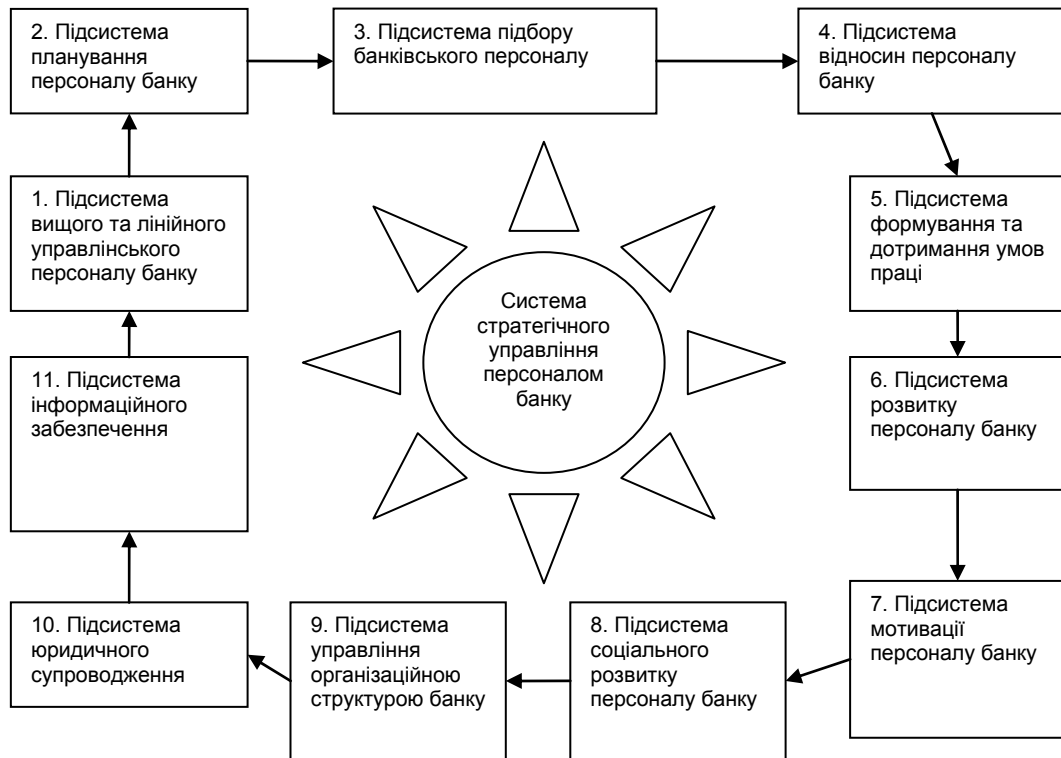 2. Підсистема
планування
персоналу банку
3. Підсистема підбору
банківського персоналу
4. Підсистема
відносин персоналу
банку
1. Підсистема
вищого та лінійного
управлінського
персоналу банку
5. Підсистема
формування та
дотримання умов
праці
Система
стратегічного
управління
персоналом
банку
11. Підсистема
інформаційного
забезпечення
6. Підсистема
розвитку
персоналу банку
10. Підсистема
юридичного
супроводження
9. Підсистема
управління
організаційною
структурою банку
8. Підсистема
соціального
розвитку
персоналу банку
7. Підсистема
мотивації
персоналу банку